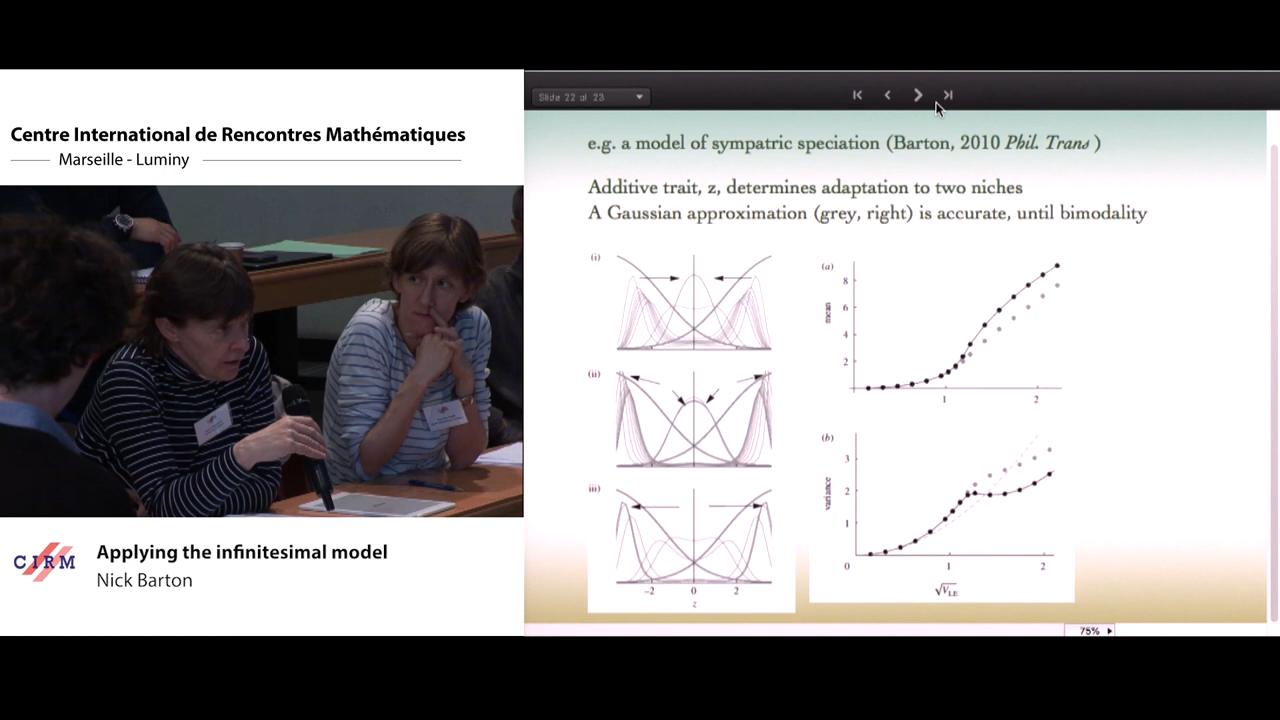 Centre International de Rencontres Mathématiques
Marseille - Luminy
CIRM
Applying the infinitesimal model
Nick Barton
Slide 22 of 23
e.g. a model of sympatric speciation (Barton, 2010 Phil. Trans )
Additive trait, z, determines adaptation to two niches
A Gaussian approximation (grey, right) is accurate, until bimodality
(i)
(ii)
iii)
-2 0 2
z
(a)
mean
8
6
4
2
1 2
(b)
variance
3
2
1
0 1 2
√VLE
75%